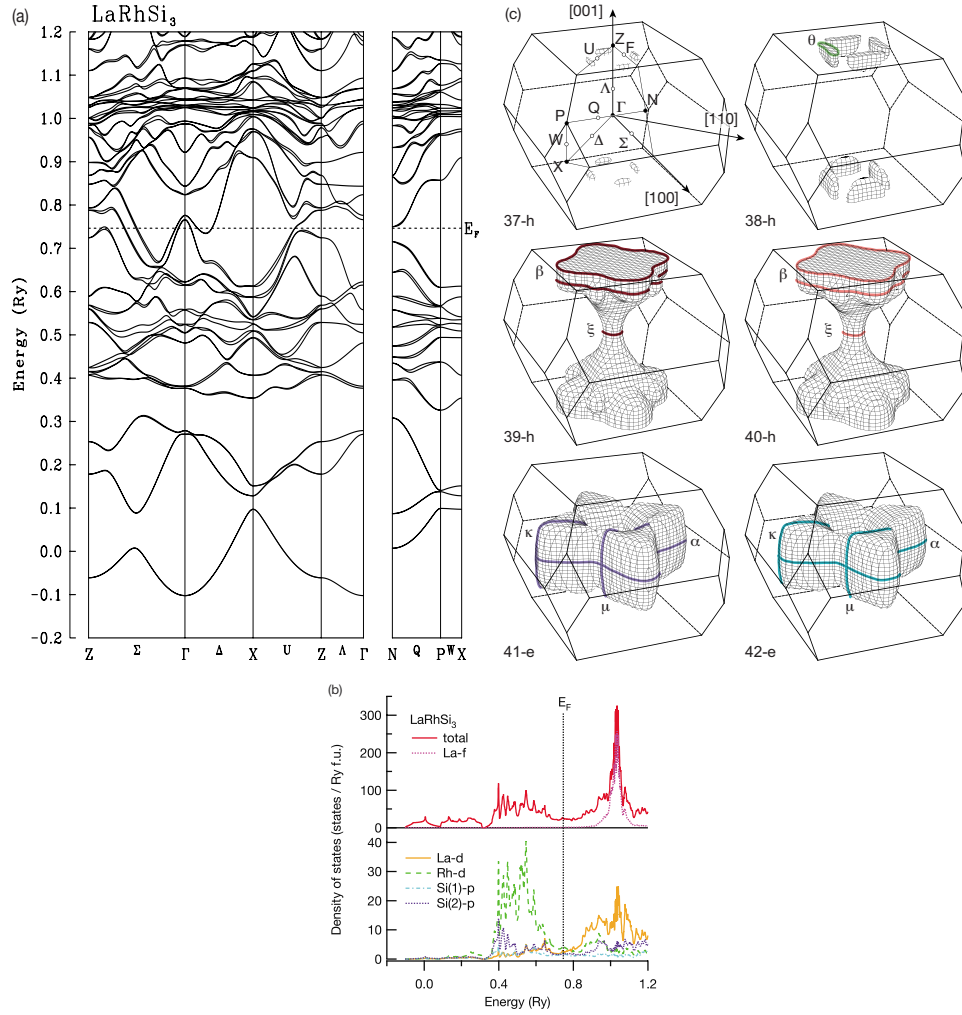 (a)
LaRhSi3
1.2
1.1
1.0
0.9
0.8
0.7
0.6
0.5
0.4
0.3
0.2
0.1
0.0
-0.1
-0.2
Energy (Ry)
EF
Z Σ Γ Δ X U Z Λ Γ N Q P W X
(c)
[001]
U Z F
Λ
Q Γ N
P
W Δ Σ
X
[110]
[100]
37-h
θ
38-h
β
ξ
39-h
β
ξ
40-h
κ
α
μ
41-e
κ
α
μ
42-e
(b)
EF
LaRhSi3
total
La-f
300
200
100
0
Density of states (states / Ry f.u.)
La-d
Rh-d
Si(1)-p
Si(2)-p
40
30
20
10
0
0.0 0.4 0.8 1.2
Energy (Ry)